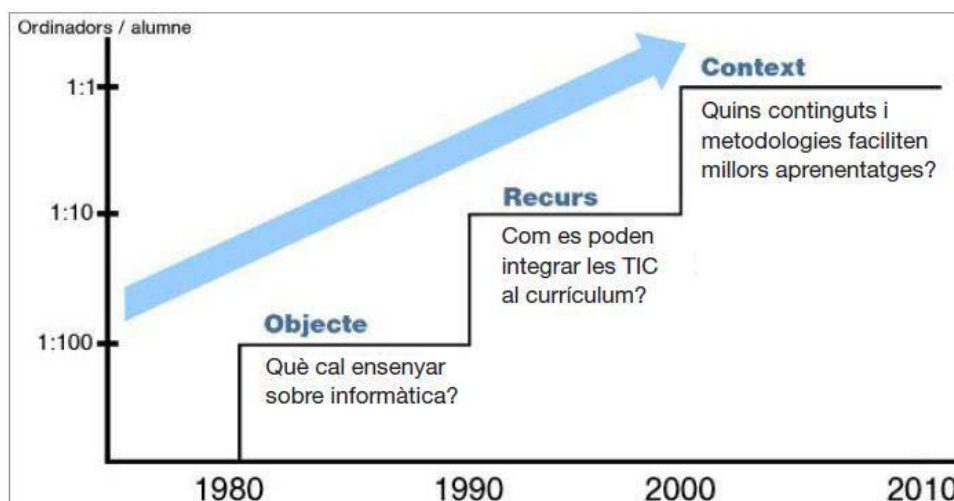 Ordinadors / alumne
1:1
Context
Quins continguts i
metodologies faciliten
millors aprenentatges?
1:10
Recurs
Com es poden
integrar les TIC
al currículum?
1:100
Objecte
Què cal ensenyar
sobre informàtica?
1980
1990
2000
2010